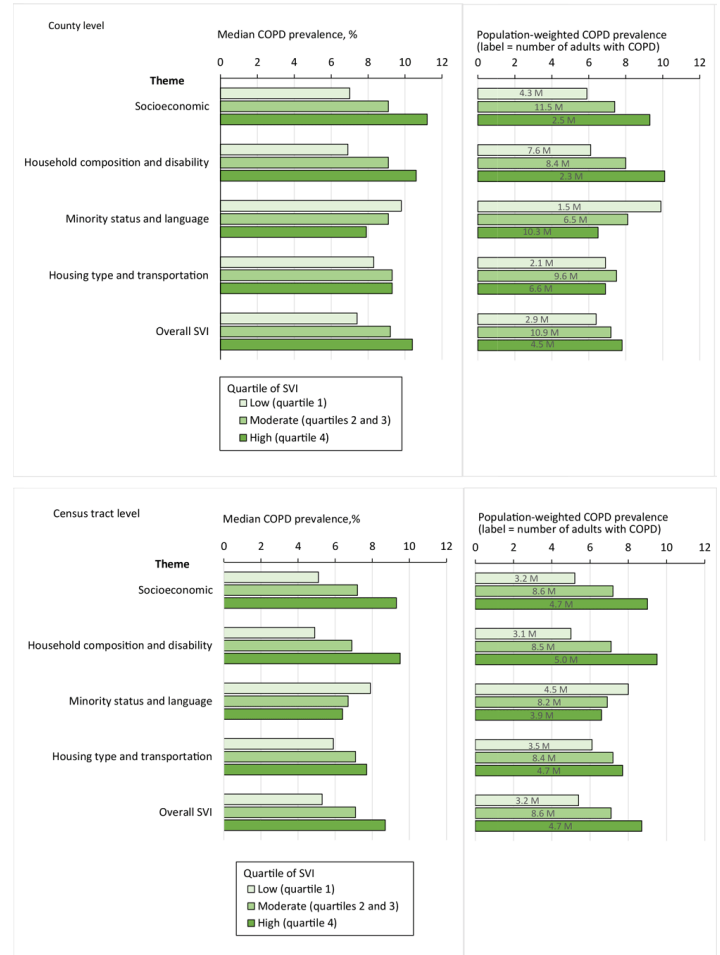 County level
Median COPD prevalence, %
0 2 4 6 8 10 12
Population-weighted COPD prevalence
(label = number of adults with COPD)
0 2 4 6 8 10 12
Theme
Socioeconomic
4.3 M
11.5 M
2.5 M
Household composition and disability
7.6 M
8.4 M
2.3 M
Minority status and language
1.5 M
6.5 M
10.3 M
Housing type and transportation
2.1 M
9.6 M
6.6 M
Overall SVI
2.9 M
10.9 M
4.5 M
Quartile of SVI
Low (quartile 1)
Moderate (quartiles 2 and 3)
High (quartile 4)
Census tract level
Median COPD prevalence,%
0 2 4 6 8 10 12
Population-weighted COPD prevalence
(label = number of adults with COPD)
0 2 4 6 8 10 12
Theme
Socioeconomic
3.2 M
8.6 M
4.7 M
Household composition and disability
3.1 M
8.5 M
5.0 M
Minority status and language
4.5 M
8.2 M
3.9 M
Housing type and transportation
3.5 M
8.4 M
4.7 M
Overall SVI
3.2 M
8.6 M
4.7 M
Quartile of SVI
Low (quartile 1)
Moderate (quartiles 2 and 3)
High (quartile 4)